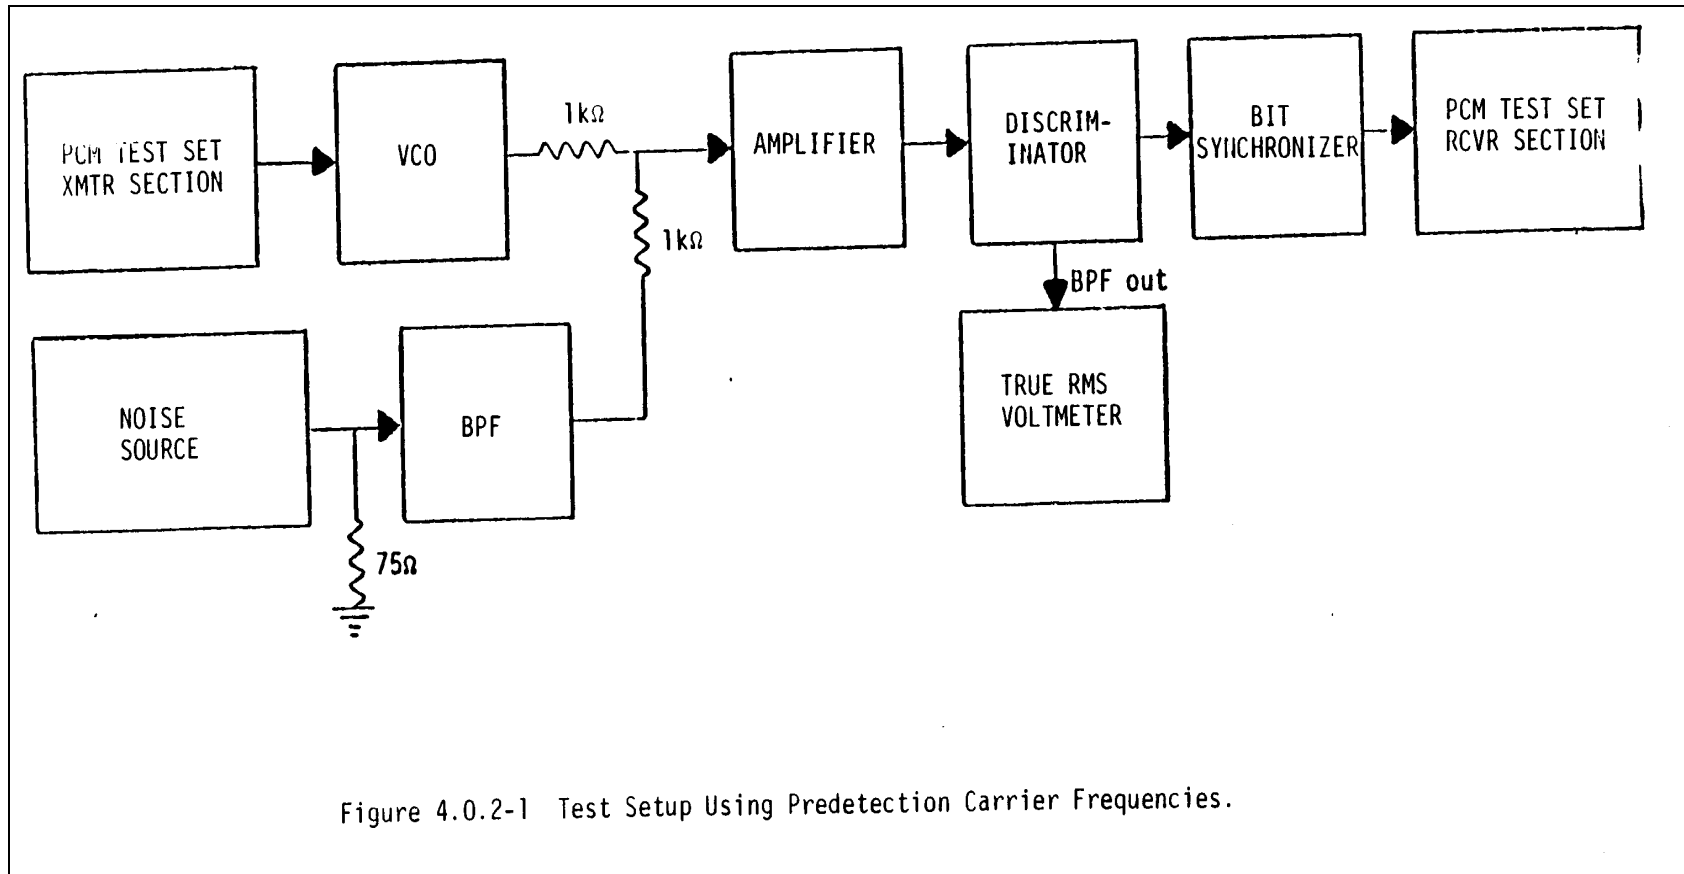 PCM TEST SET
XMTR SECTION
VCO
1kΩ
1kΩ
AMPLIFIER
DISCRIM-
INATOR
BIT
SYNCHRONIZER
PCM TEST SET
RCVR SECTION
BPF out
TRUE RMS
VOLTMETER
NOISE
SOURCE
BPF
75Ω
Figure 4.0.2-1 Test Setup Using Predetection Carrier Frequencies.